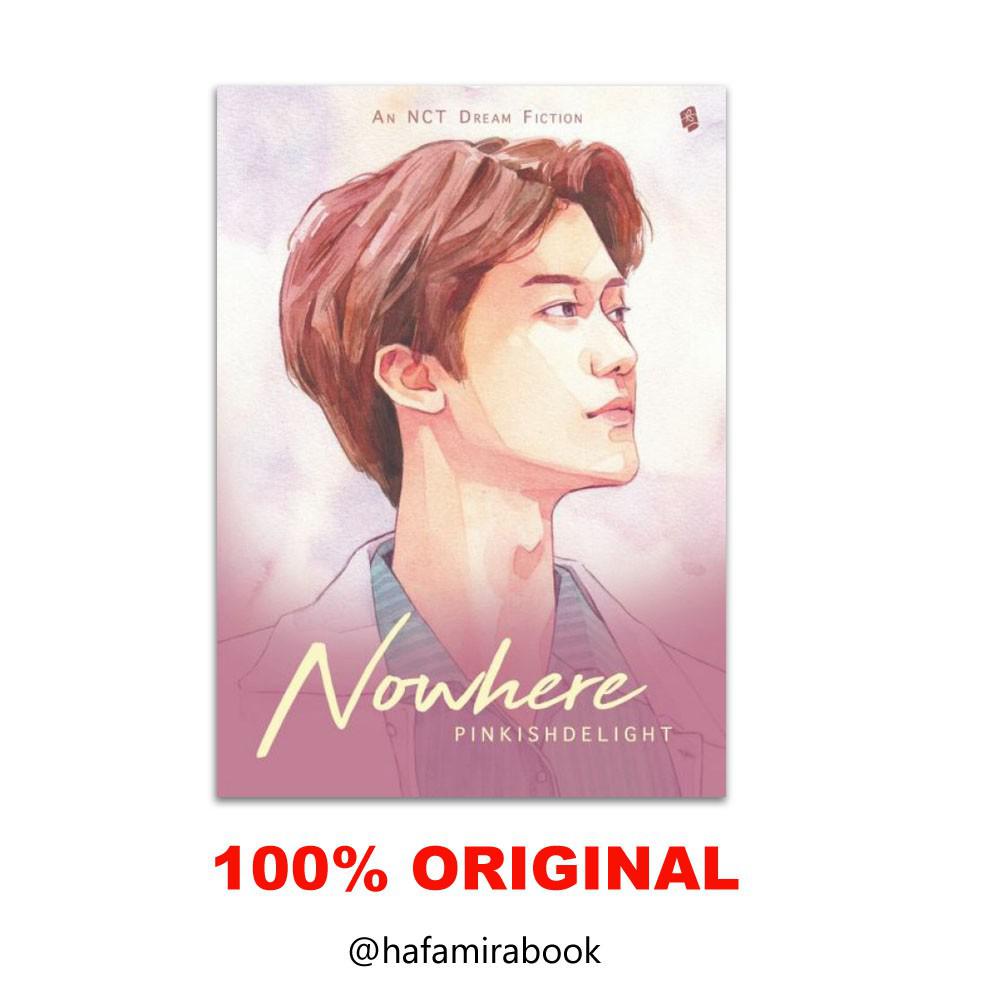 An NCT Dream Fiction
Nowhere
PINKISHDELIGHT
100% ORIGINAL
@hafamirabook